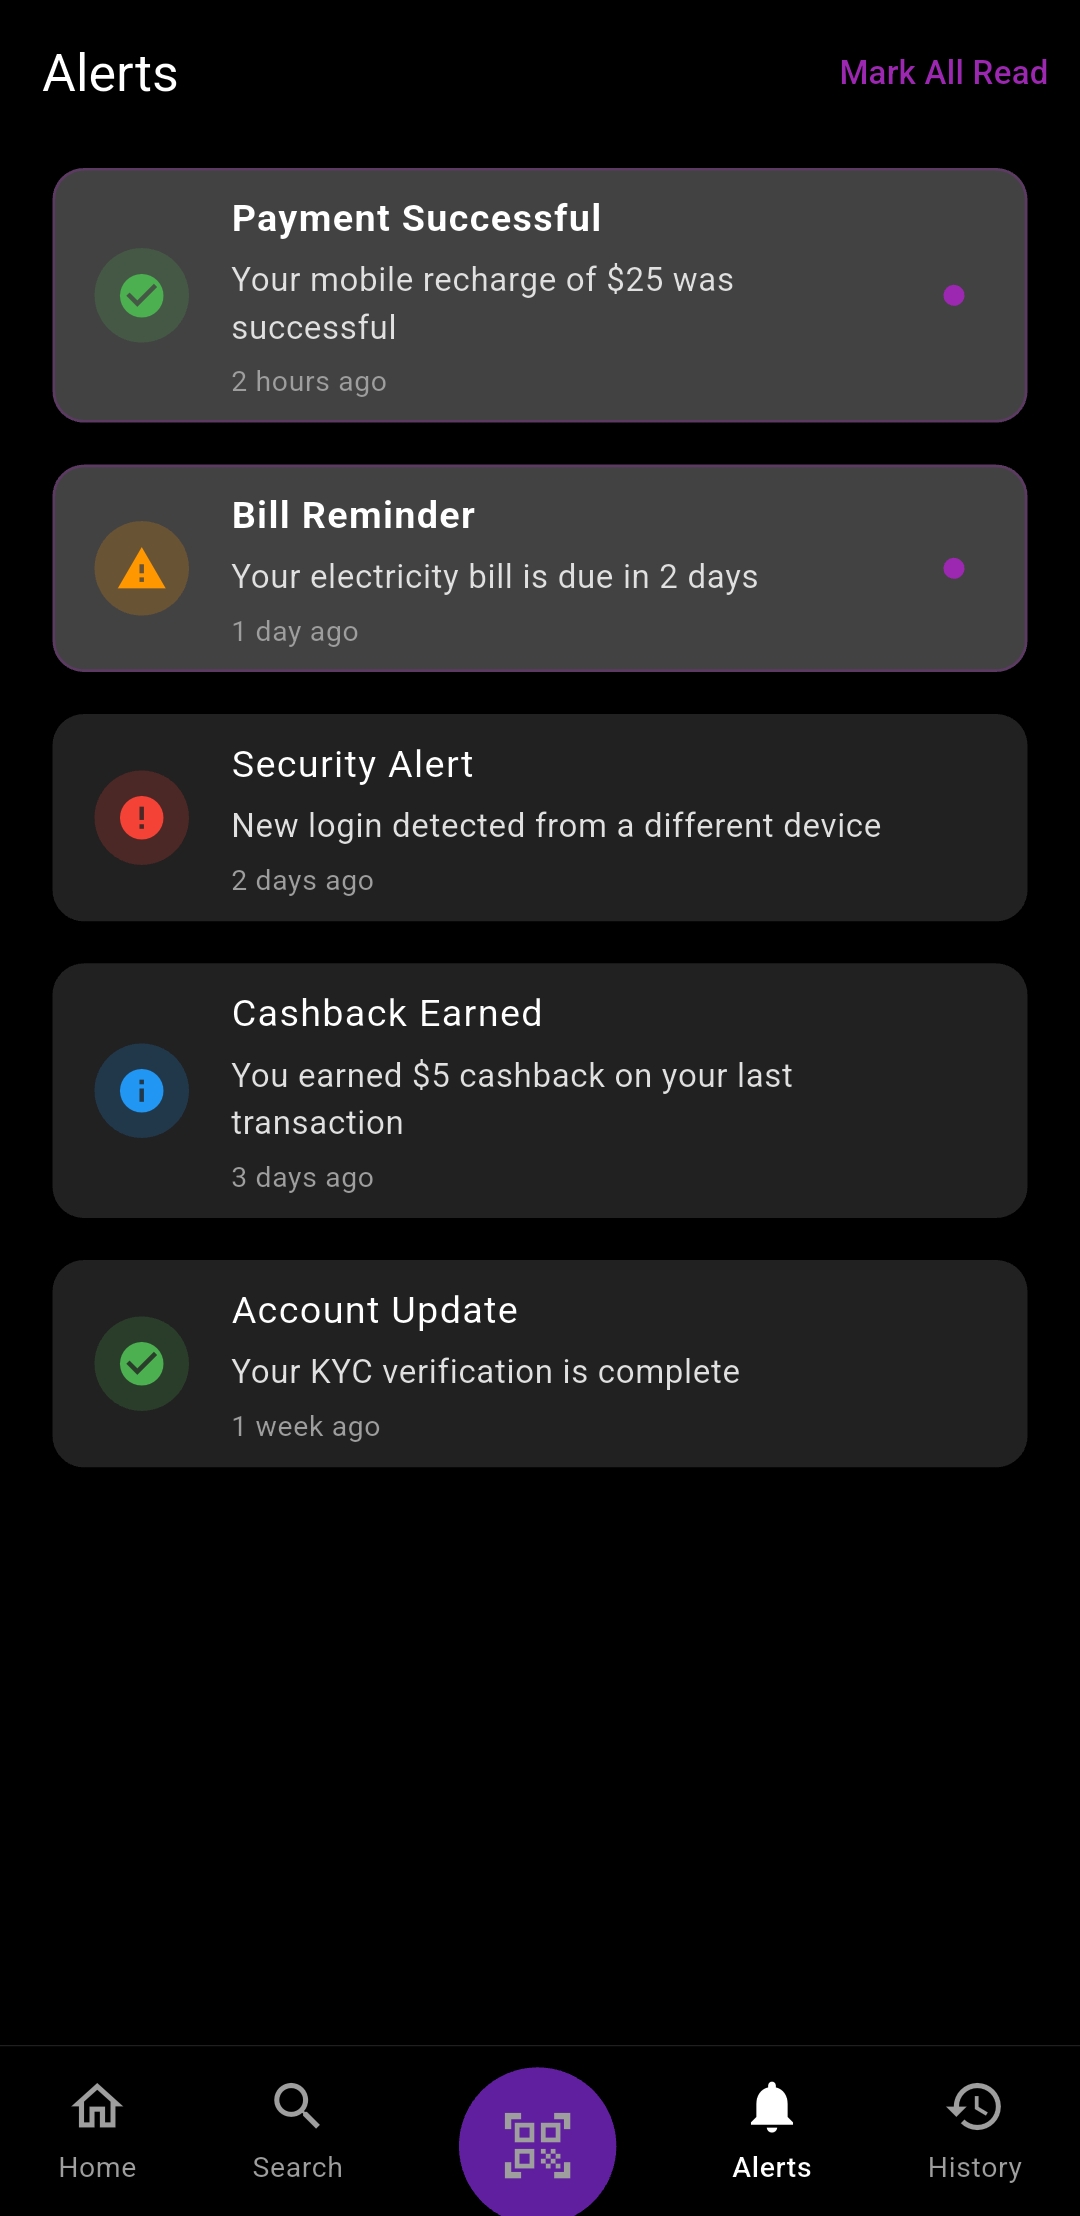 Alerts
Mark All Read
Payment Successful
Your mobile recharge of $25 was
successful
2 hours ago
Bill Reminder
Your electricity bill is due in 2 days
1 day ago
Security Alert
New login detected from a different device
2 days ago
Cashback Earned
You earned $5 cashback on your last
transaction
3 days ago
Account Update
Your KYC verification is complete
1 week ago
Home
Search
Alerts
History